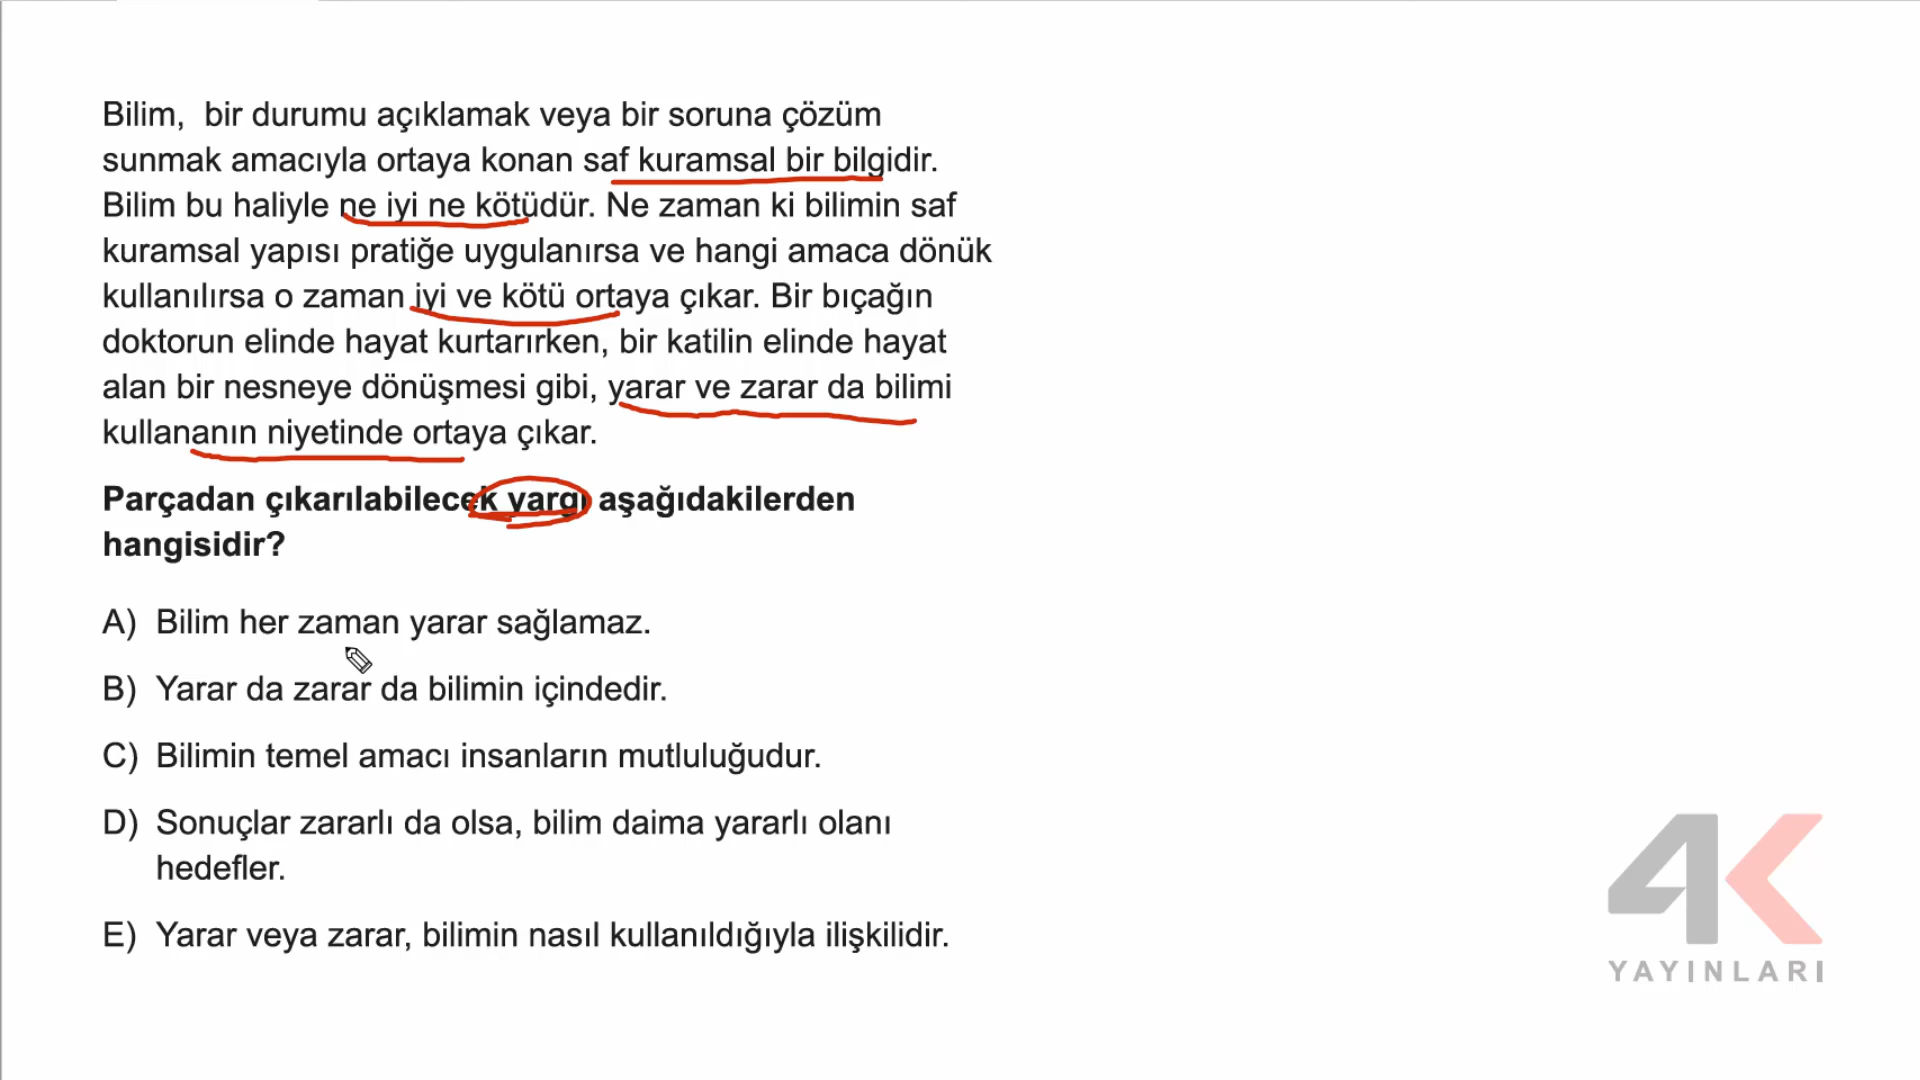 Bilim,  bir durumu açıklamak veya bir soruna çözüm
sunmak amacıyla ortaya konan saf kuramsal bir bilgidir.
Bilim bu haliyle ne iyi ne kötüdür. Ne zaman ki bilimin saf
kuramsal yapısı pratiğe uygulanırsa ve hangi amaca dönük
kullanılırsa o zaman iyi ve kötü ortaya çıkar. Bir bıçağın
doktorun elinde hayat kurtarırken, bir katilin elinde hayat
alan bir nesneye dönüşmesi gibi, yarar ve zarar da bilimi
kullananın niyetinde ortaya çıkar.
Parçadan çıkarılabilecek yargı aşağıdakilerden
hangisidir?
A) Bilim her zaman yarar sağlamaz.
B) Yarar da zarar da bilimin içindedir.
C) Bilimin temel amacı insanların mutluluğudur.
D) Sonuçlar zararlı da olsa, bilim daima yararlı olanı
hedefler.
E) Yarar veya zarar, bilimin nasıl kullanıldığıyla ilişkilidir.
4K
YAYINLARI